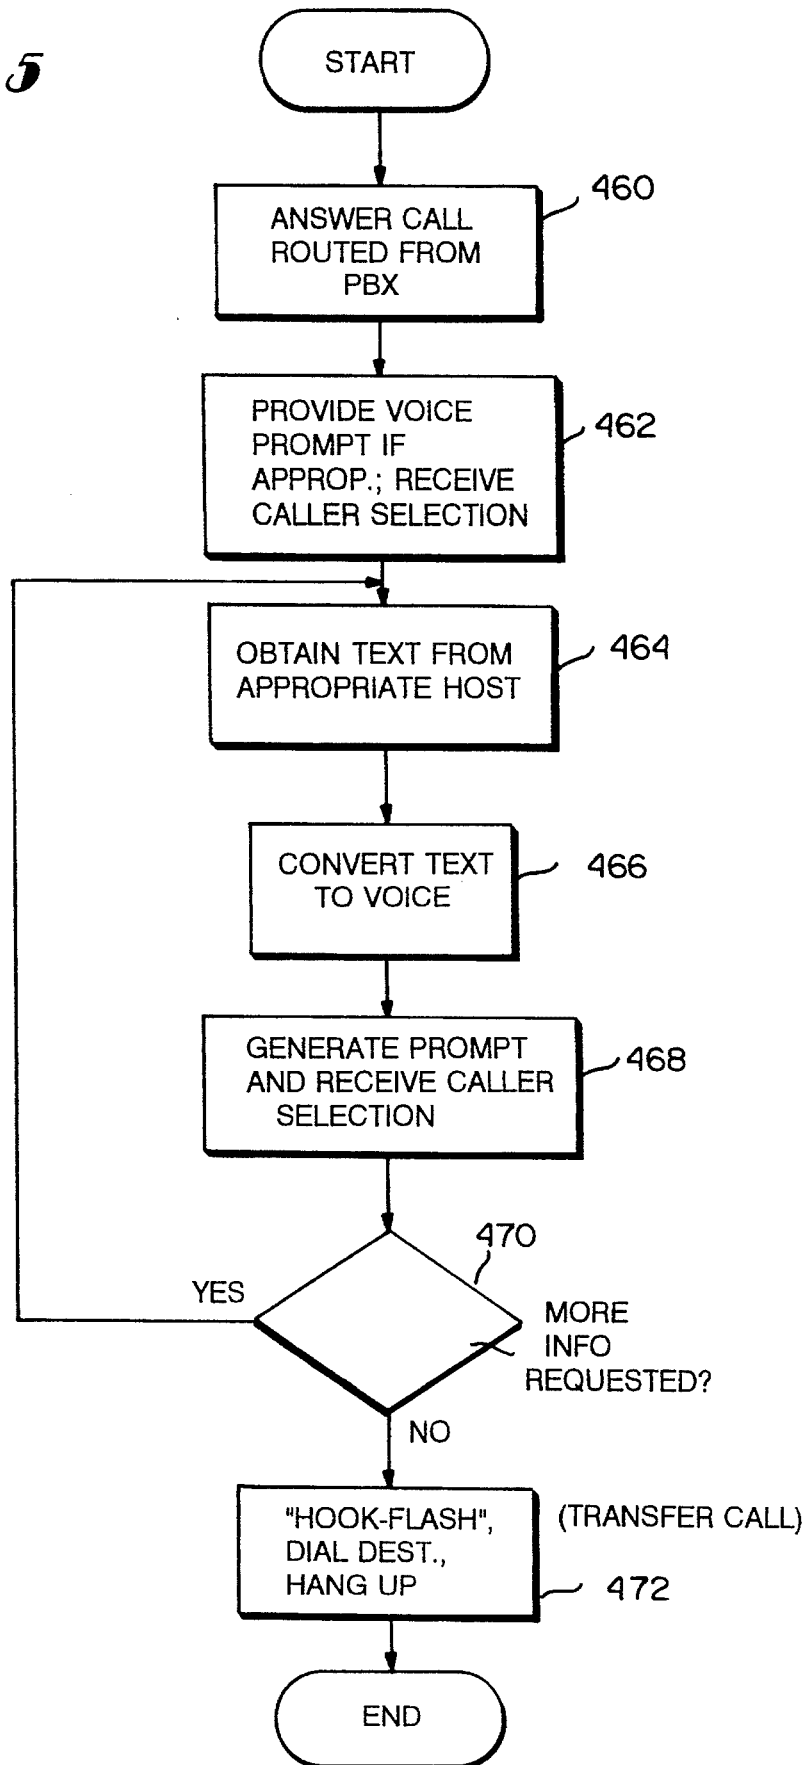 5
START
460
ANSWER CALL
ROUTED FROM
PBX
462
PROVIDE VOICE
PROMPT IF
APPROP.; RECEIVE
CALLER SELECTION
464
OBTAIN TEXT FROM
APPROPRIATE HOST
466
CONVERT TEXT
TO VOICE
468
GENERATE PROMPT
AND RECEIVE CALLER
SELECTION
470
YES
MORE
INFO
REQUESTED?
NO
"HOOK-FLASH",
DIAL DEST.,
HANG UP
(TRANSFER CALL)
472
END